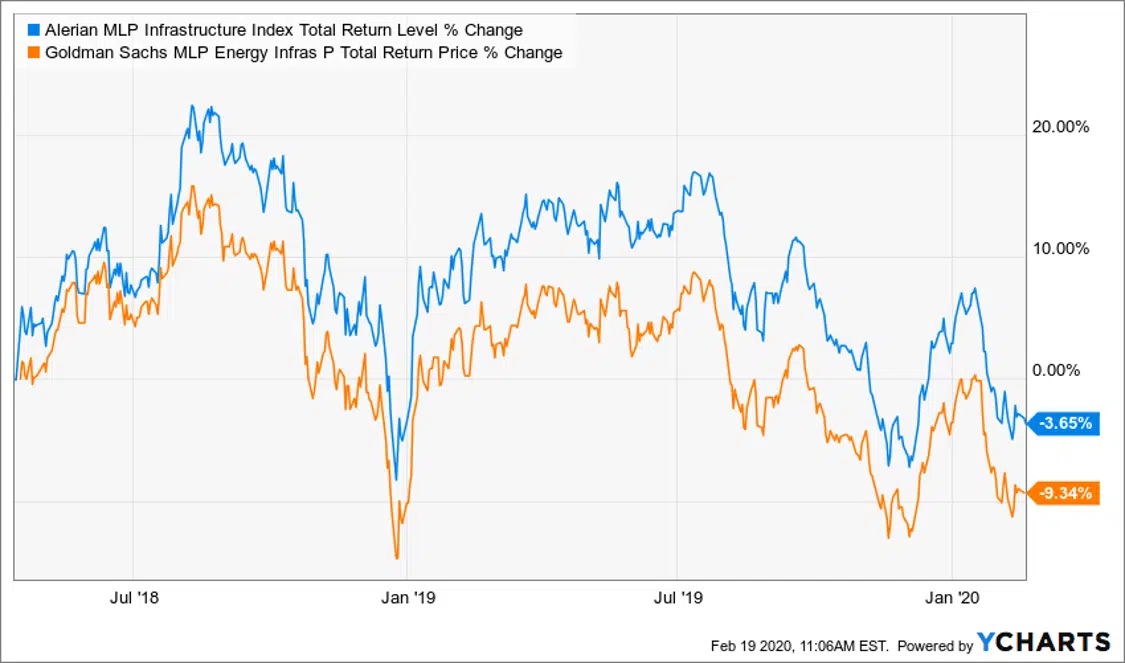 Alerian MLP Infrastructure Index Total Return Level % Change
Goldman Sachs MLP Energy Infras P Total Return Price % Change
20.00%
10.00%
0.00%
-3.65%
-9.34%
Jul '18 Jan '19 Jul '19 Jan '20
Feb 19 2020, 11:06AM EST. Powered by YCHARTS